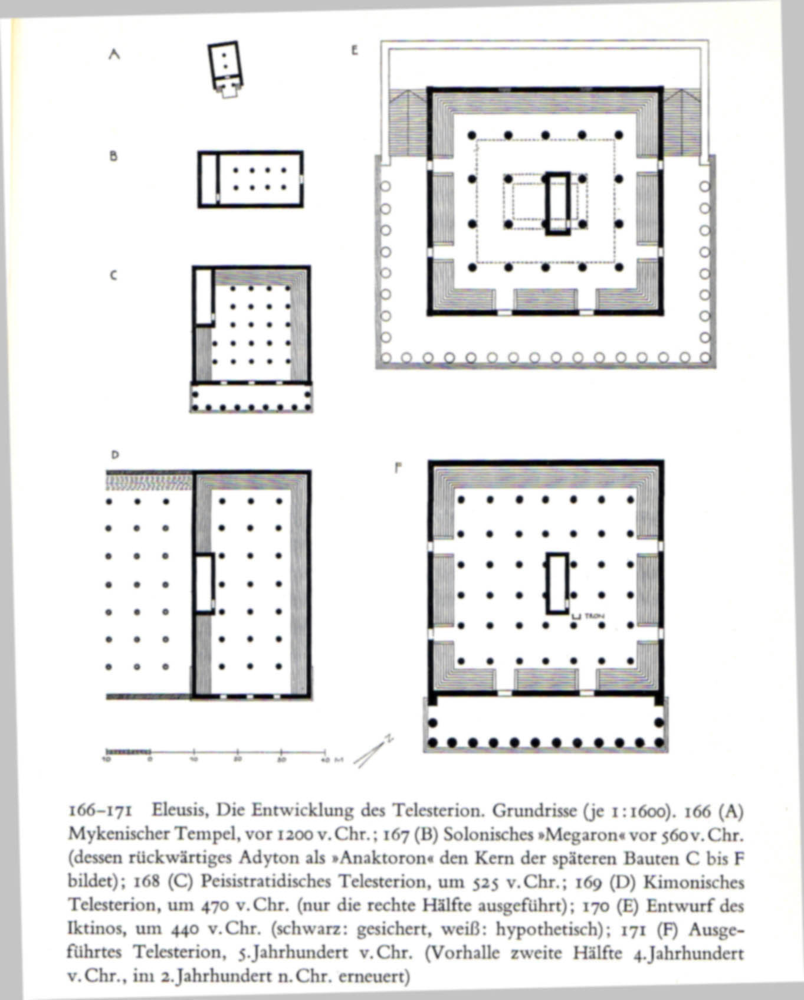 A
E
B
C
D
F
TRON
10 0 10 20 30 40 M
N
166–171 Eleusis, Die Entwicklung des Telesterion. Grundrisse (je 1:1600). 166 (A)
Mykenischer Tempel, vor 1200 v. Chr.; 167 (B) Solonisches »Megaron« vor 560 v. Chr.
(dessen rückwärtiges Adyton als »Anaktoron« den Kern der späteren Bauten C bis F
bildet); 168 (C) Peisistratidisches Telesterion, um 525 v. Chr.; 169 (D) Kimonisches
Telesterion, um 470 v. Chr. (nur die rechte Hälfte ausgeführt); 170 (E) Entwurf des
Iktinos, um 440 v. Chr. (schwarz: gesichert, weiß: hypothetisch); 171 (F) Ausge-
führtes Telesterion, 5. Jahrhundert v. Chr. (Vorhalle zweite Hälfte 4. Jahrhundert
v. Chr., im 2. Jahrhundert n. Chr. erneuert)